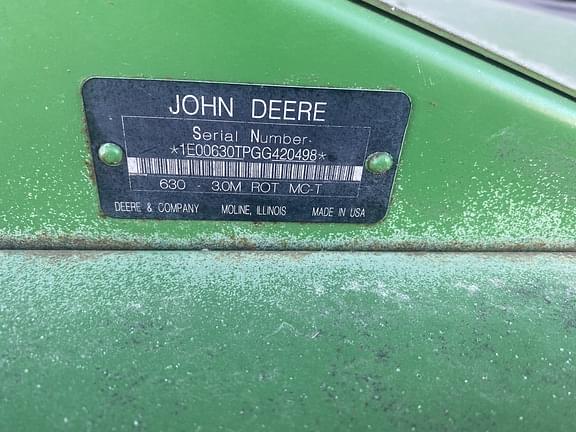 JOHN DEERE
Serial Number
*1E00630TPGG420498*
630 - 3.0M ROT MC-T
DEERE & COMPANY MOLINE, ILLINOIS MADE IN USA